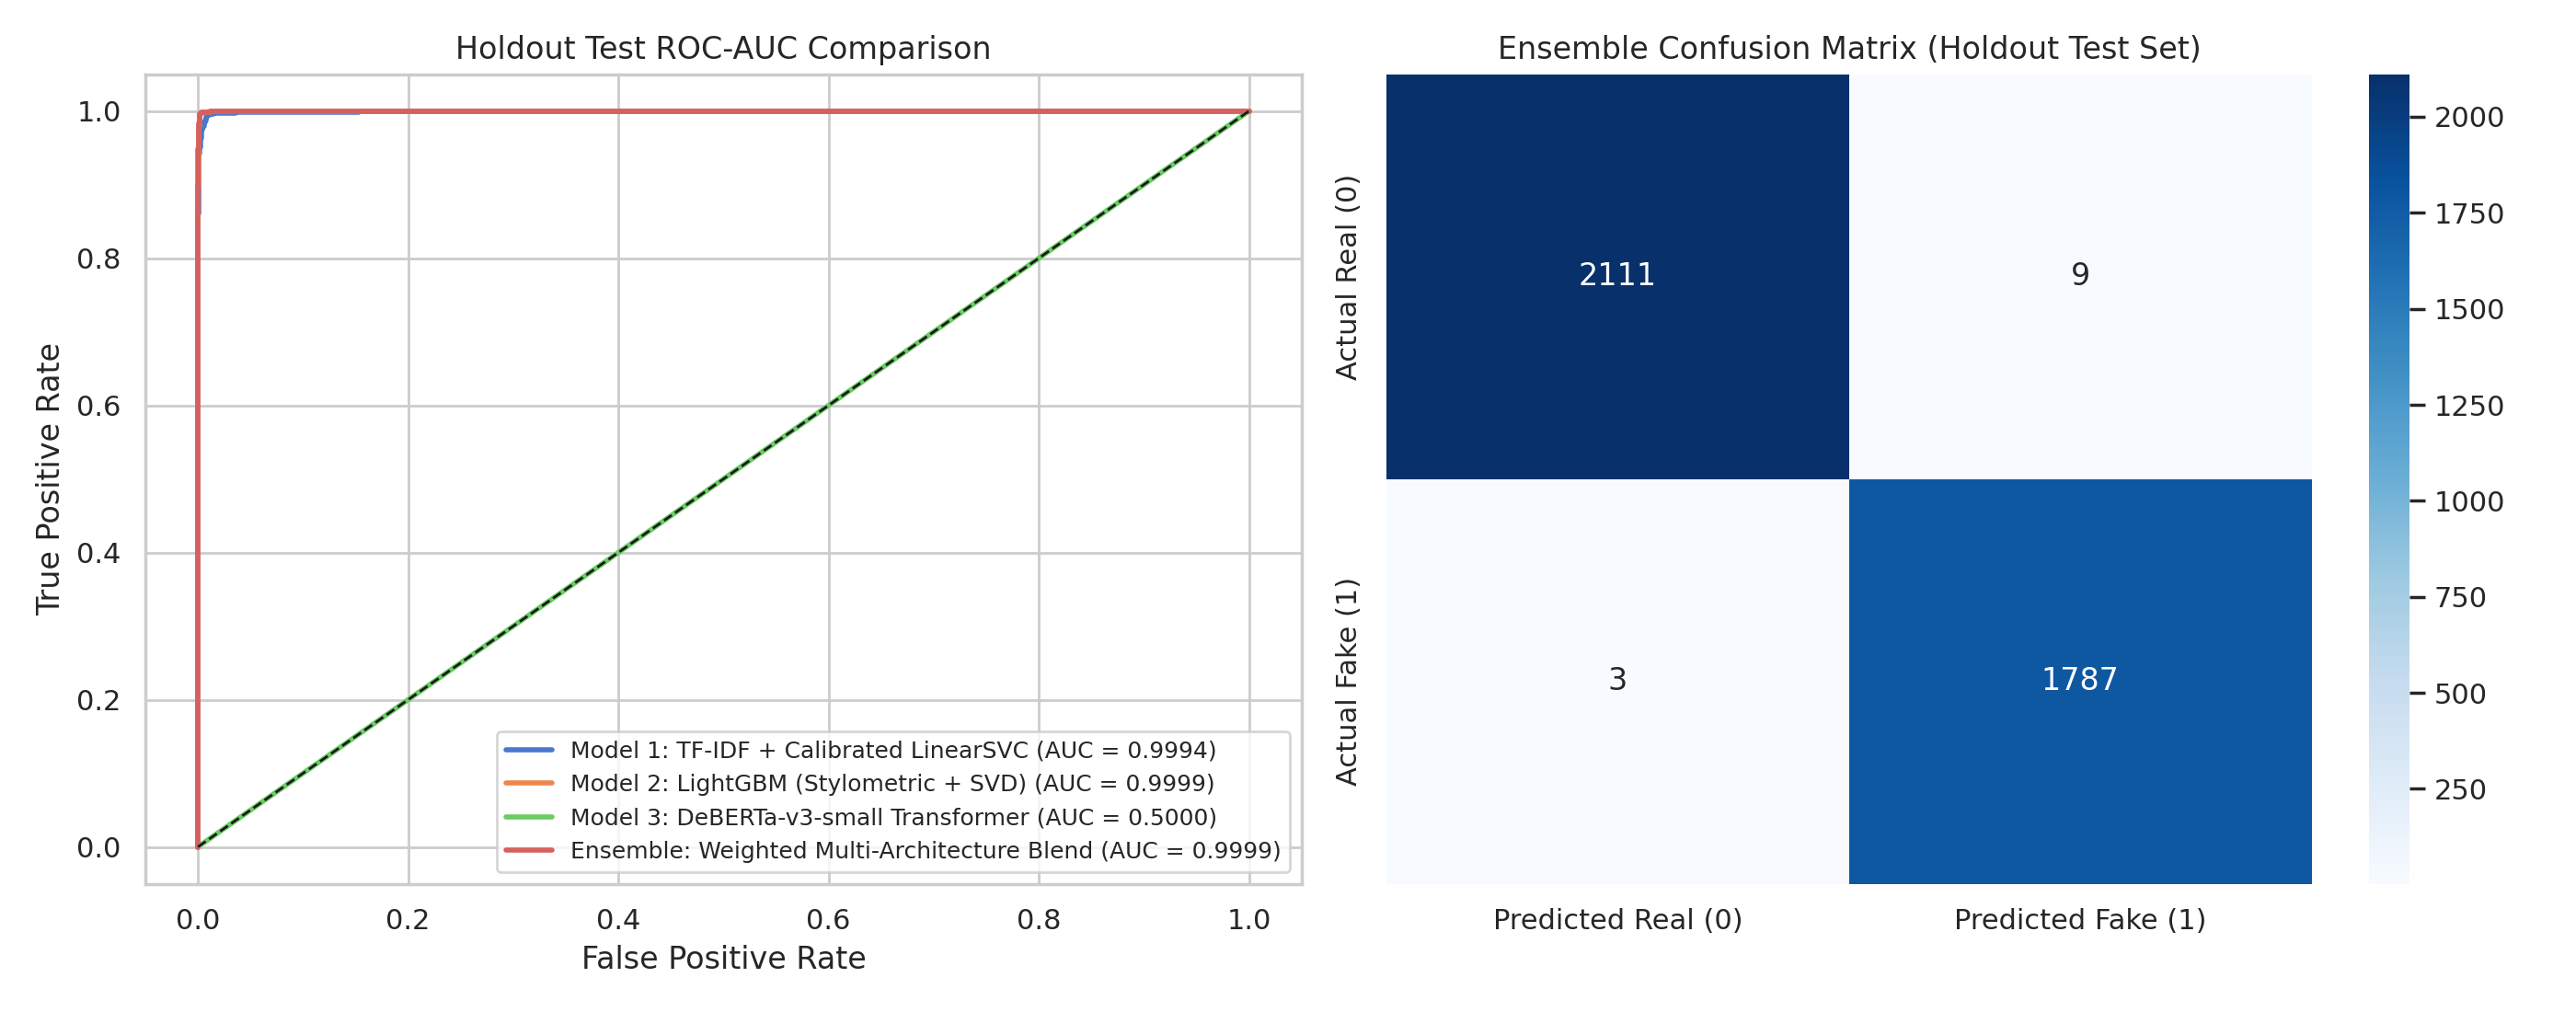 Holdout Test ROC-AUC Comparison
True Positive Rate
1.0
0.8
0.6
0.4
0.2
0.0
Model 1: TF-IDF + Calibrated LinearSVC (AUC = 0.9994)
Model 2: LightGBM (Stylometric + SVD) (AUC = 0.9999)
Model 3: DeBERTa-v3-small Transformer (AUC = 0.5000)
Ensemble: Weighted Multi-Architecture Blend (AUC = 0.9999)
0.0 0.2 0.4 0.6 0.8 1.0
False Positive Rate
Ensemble Confusion Matrix (Holdout Test Set)
Actual Real (0)
2111 9
Actual Fake (1)
3 1787
Predicted Real (0) Predicted Fake (1)
2000
1750
1500
1250
1000
750
500
250